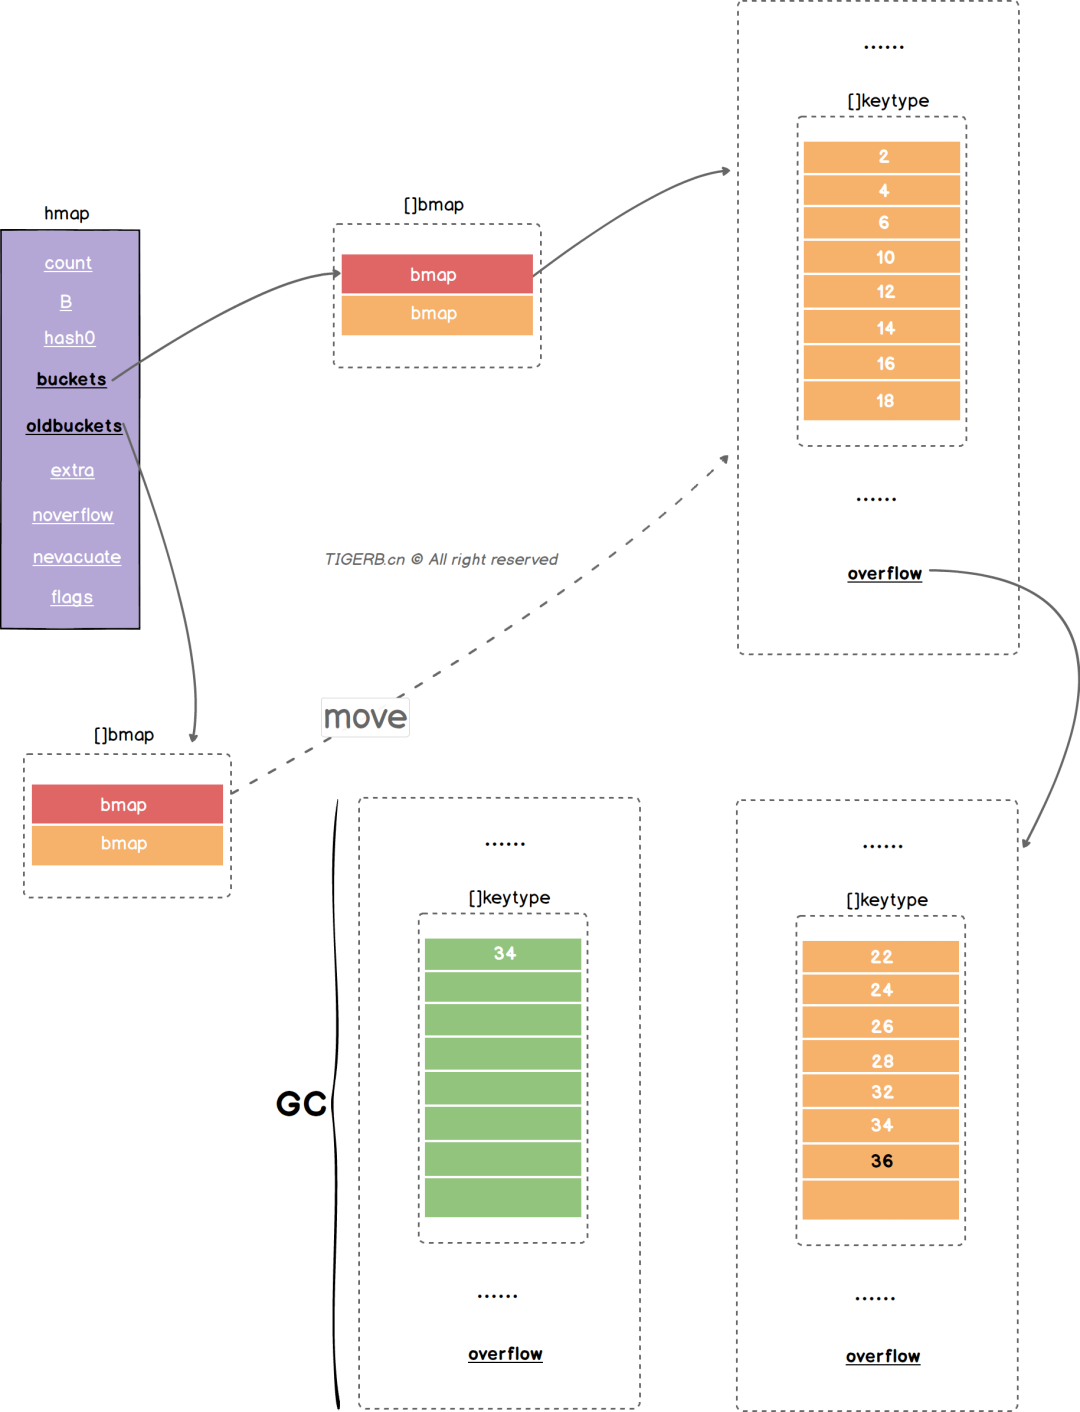 hmap
count
B
hash0
buckets
oldbuckets
extra
noverflow
nevacuate
flags
[]bmap
bmap
bmap
......
[]keytype
2
4
6
10
12
14
16
18
......
overflow
TIGERB.cn © All right reserved
move
[]bmap
bmap
bmap
GC
......
[]keytype
34
......
overflow
......
[]keytype
22
24
26
28
32
34
36
......
overflow